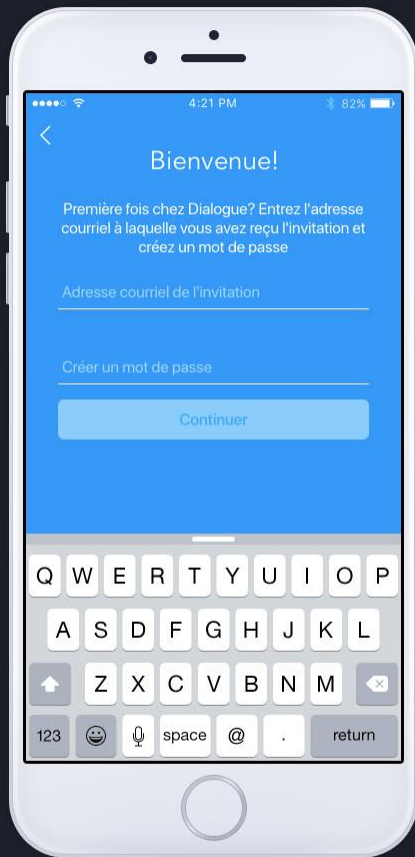 4:21 PM
82%
Bienvenue!
Première fois chez Dialogue? Entrez l'adresse
courriel à laquelle vous avez reçu l'invitation et
créez un mot de passe
Adresse courriel de l'invitation
Créer un mot de passe
Continuer
Q W E R T Y U I O P
A S D F G H J K L
Z X C V B N M
123 space @ . return